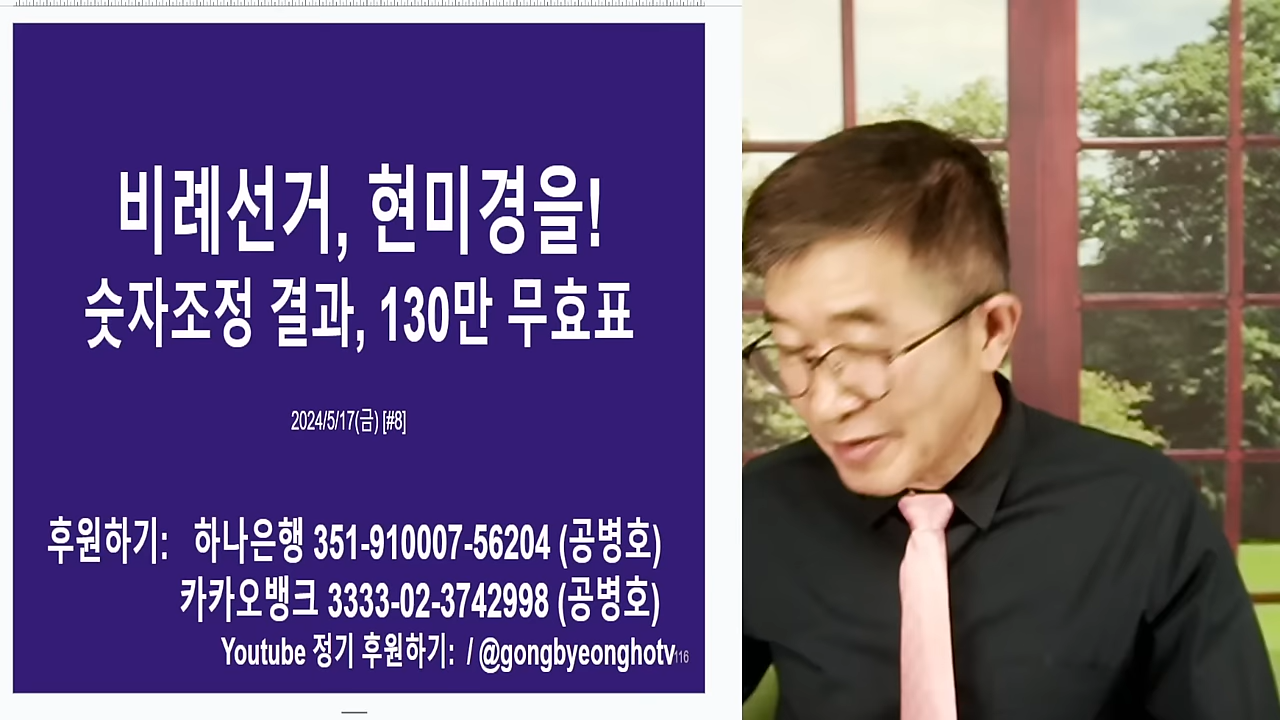 비례선거, 현미경을!
숫자조정 결과, 130만 무효표
2024/5/17(금) [#8]
후원하기: 하나은행 351-910007-56204 (공병호)
카카오뱅크 3333-02-3742998 (공병호)
Youtube 정기 후원하기: / @gongbyeonghotv
116